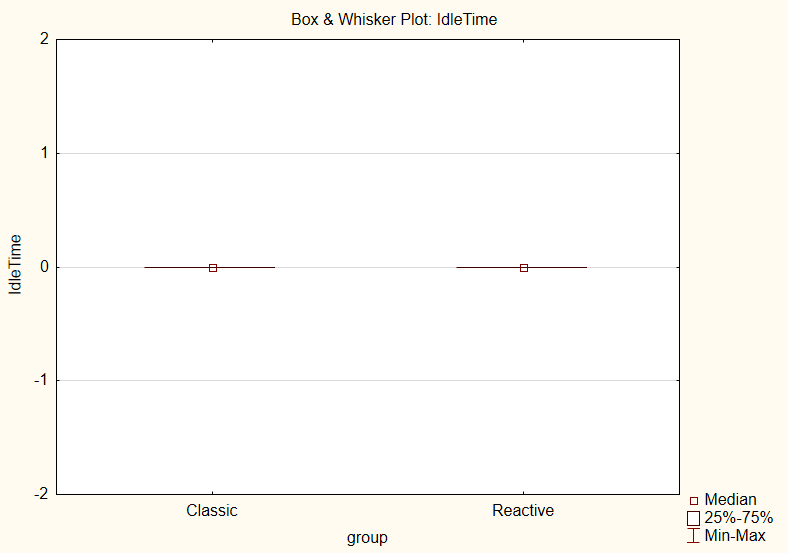 Box & Whisker Plot: IdleTime
2
1
0
-1
-2
IdleTime
Classic
Reactive
group
Median
25%-75%
Min-Max